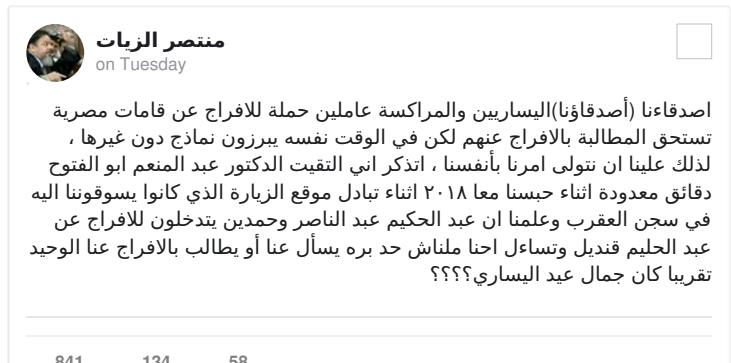 منتصر الزيات
on Tuesday
اصدقاءنا (أصدقاؤنا)اليساريين والمراكسة عاملين حملة للافراج عن قامات مصرية
تستحق المطالبة بالافراج عنهم لكن في الوقت نفسه يبرزون نماذج دون غيرها ،
لذلك علينا ان نتولى امرنا بأنفسنا ، اتذكر اني التقيت الدكتور عبد المنعم ابو الفتوح
دقائق معدودة اثناء حبسنا معا ٢٠١٨ اثناء تبادل موقع الزيارة الذي كانوا يسوقوننا اليه
في سجن العقرب وعلمنا ان عبد الحكيم عبد الناصر وحمدين يتدخلون للافراج عن
عبد الحليم قنديل وتساءل احنا ملناش حد بره يسأل عنا أو يطالب بالافراج عنا الوحيد
تقريبا كان جمال عيد اليساري؟؟؟؟
841 134 58